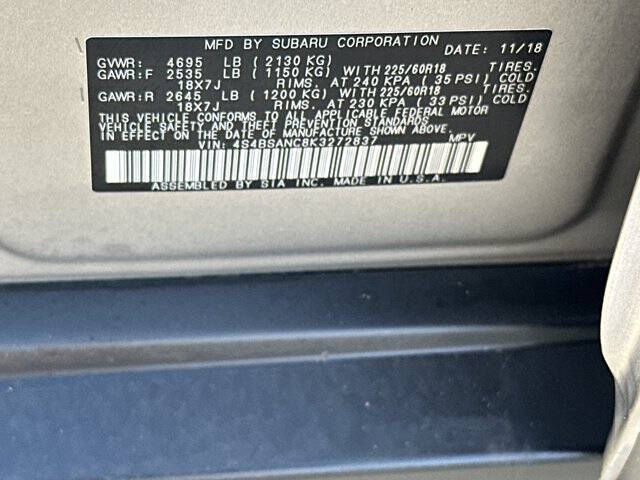 MFD BY SUBARU CORPORATION DATE: 11/18
GVWR: 4695 LB (2130 KG) TIRES.
GAWR:F 2535 LB (1150 KG) WITH 225/60R18
18X7J RIMS. AT 240 KPA (35 PSI) COLD
GAWR:R 2645 LB (1200 KG) WITH 225/60R18 TIRES.
18X7J RIMS. AT 230 KPA (33 PSI) COLD
THIS VEHICLE CONFORMS TO ALL APPLICABLE FEDERAL MOTOR
VEHICLE SAFETY AND THEFT PREVENTION STANDARDS
IN EFFECT ON THE DATE OF MANUFACTURE SHOWN ABOVE.
VIN: 4S4BSANC8K3272837 MPV
ASSEMBLED BY SIA INC. MADE IN U.S.A.